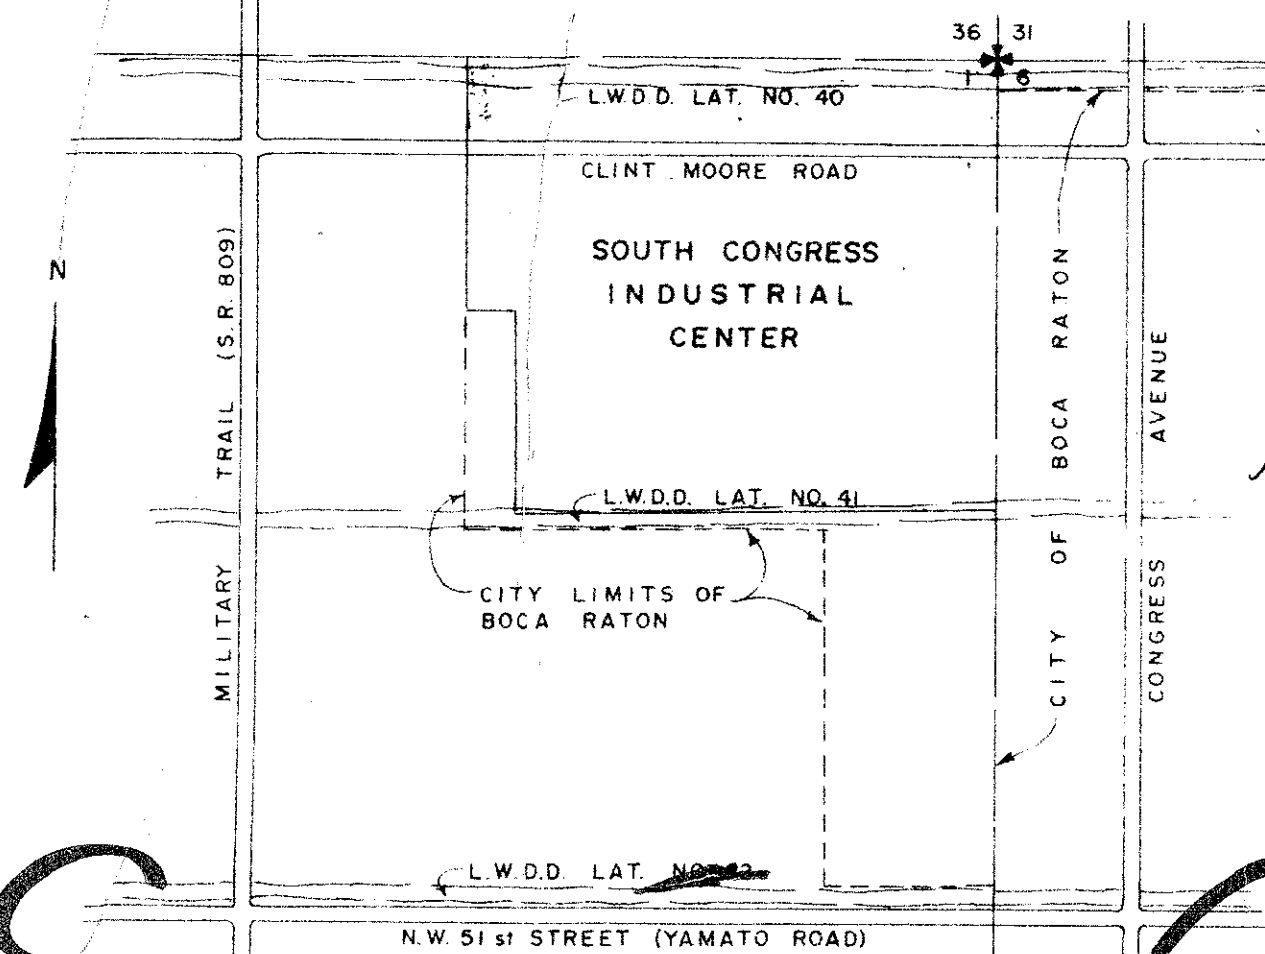 36 31
1 6
L.W.D.D. LAT. NO. 40
CLINT MOORE ROAD
SOUTH CONGRESS
INDUSTRIAL
CENTER
N
MILITARY TRAIL (S.R. 809)
CITY OF BOCA RATON
CONGRESS AVENUE
L.W.D.D. LAT. NO. 41
CITY LIMITS OF
BOCA RATON
L.W.D.D. LAT.
N.W. 51 st STREET (YAMATO ROAD)